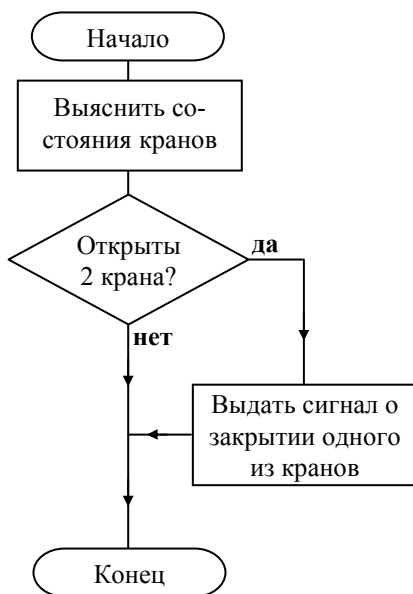 Начало
Выяснить со-
стояния кранов
Открыты
2 крана?
да
нет
Выдать сигнал о
закрытии одного
из кранов
Конец